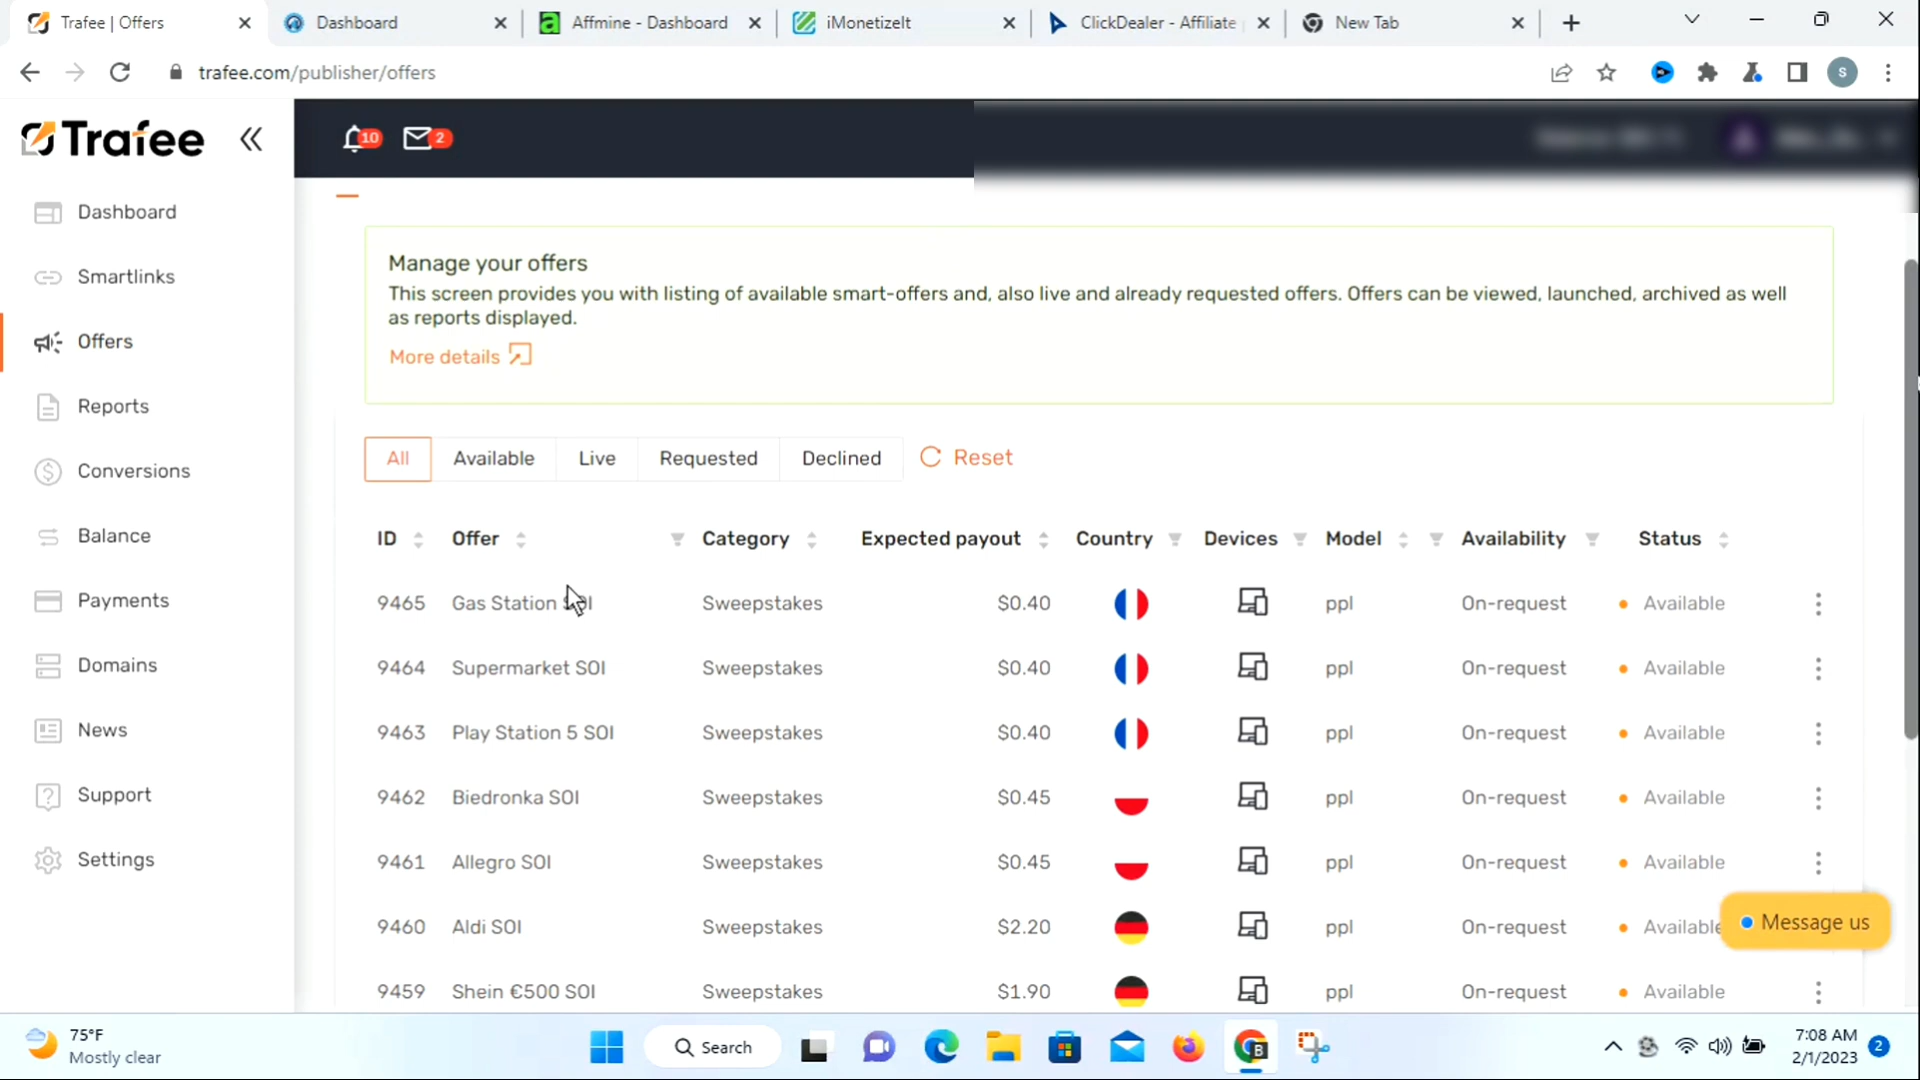 Trafee | Offers
Dashboard
Affmine - Dashboard
iMonetizeIt
ClickDealer - Affiliate
New Tab
trafee.com/publisher/offers
S
Trafee
10
2
Dashboard
Smartlinks
Offers
Reports
Conversions
Balance
Payments
Domains
News
Support
Settings
Manage your offers
This screen provides you with listing of available smart-offers and, also live and already requested offers. Offers can be viewed, launched, archived as well
as reports displayed.
More details
All Available Live Requested Declined Reset
ID Offer Category Expected payout Country Devices Model Availability Status
9465 Gas Station SOI Sweepstakes $0.40 ppl On-request Available
9464 Supermarket SOI Sweepstakes $0.40 ppl On-request Available
9463 Play Station 5 SOI Sweepstakes $0.40 ppl On-request Available
9462 Biedronka SOI Sweepstakes $0.45 ppl On-request Available
9461 Allegro SOI Sweepstakes $0.45 ppl On-request Available
9460 Aldi SOI Sweepstakes $2.20 ppl On-request Available
9459 Shein €500 SOI Sweepstakes $1.90 ppl On-request Available
Message us
75°F
Mostly clear
Search
B
7:08 AM
2/1/2023
2